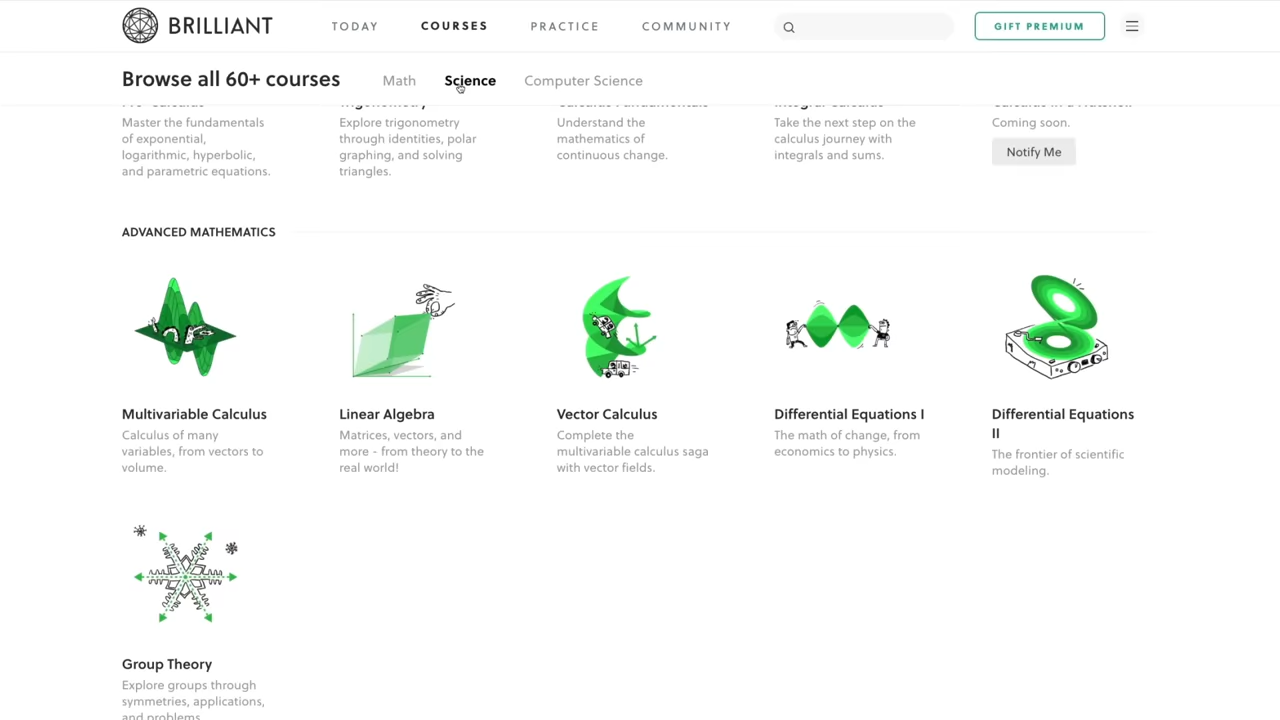 BRILLIANT
TODAY
COURSES
PRACTICE
COMMUNITY
GIFT PREMIUM
Browse all 60+ courses
Math
Science
Computer Science
Master the fundamentals
of exponential,
logarithmic, hyperbolic,
and parametric equations.
Explore trigonometry
through identities, polar
graphing, and solving
triangles.
Understand the
mathematics of
continuous change.
Take the next step on the
calculus journey with
integrals and sums.
Coming soon.
Notify Me
ADVANCED MATHEMATICS
Multivariable Calculus
Calculus of many
variables, from vectors to
volume.
Linear Algebra
Matrices, vectors, and
more - from theory to the
real world!
Vector Calculus
Complete the
multivariable calculus saga
with vector fields.
Differential Equations I
The math of change, from
economics to physics.
Differential Equations
II
The frontier of scientific
modeling.
Group Theory
Explore groups through
symmetries, applications,
and problems